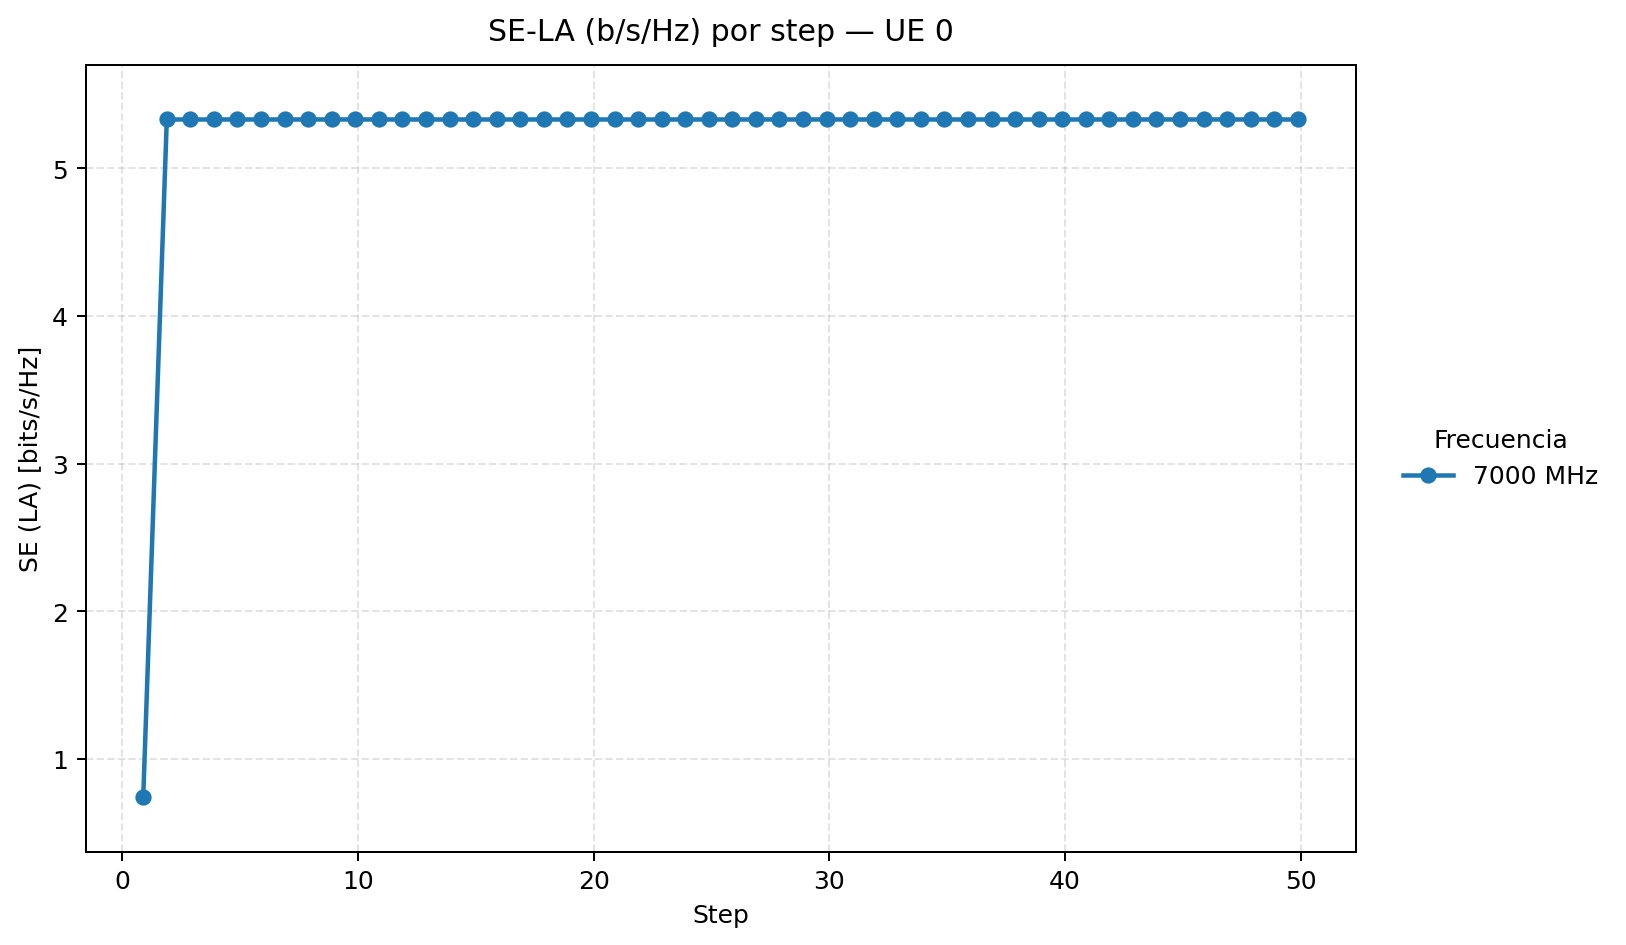 SE-LA (b/s/Hz) por step — UE 0
SE (LA) [bits/s/Hz]
5
4
3
2
1
0
10
20
30
40
50
Step
Frecuencia
7000 MHz